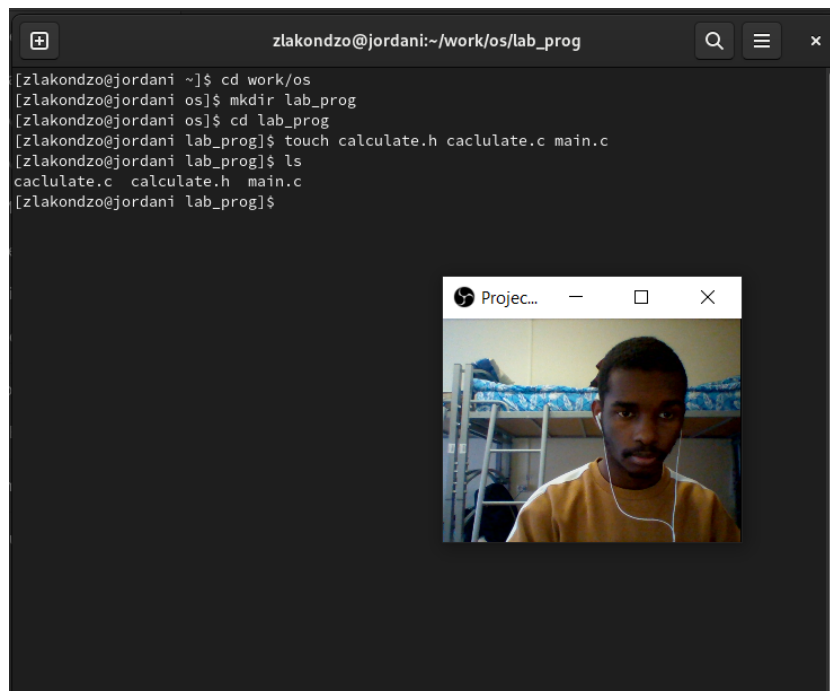 zlakondzo@jordani:~/work/os/lab_prog
[zlakondzo@jordani ~]$ cd work/os
[zlakondzo@jordani os]$ mkdir lab_prog
[zlakondzo@jordani os]$ cd lab_prog
[zlakondzo@jordani lab_prog]$ touch calculate.h caclulate.c main.c
[zlakondzo@jordani lab_prog]$ ls
caclulate.c  calculate.h  main.c
[zlakondzo@jordani lab_prog]$
Projec...